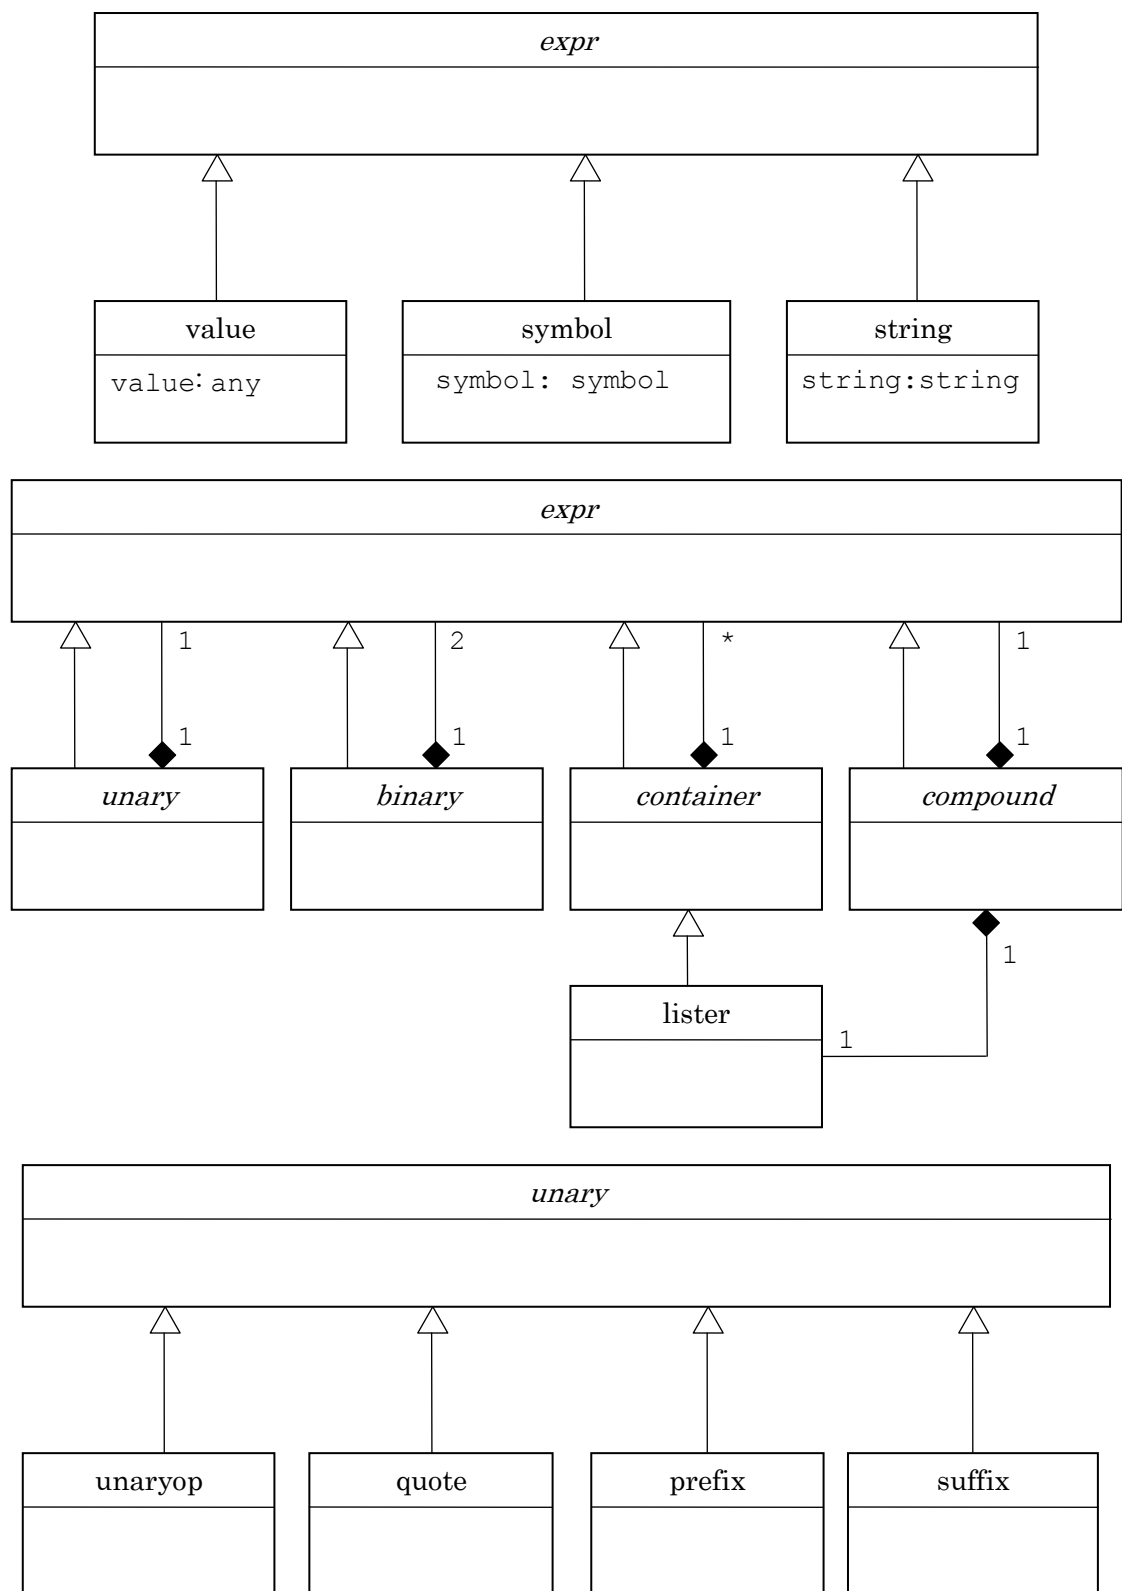 expr
value symbol string
value: any symbol: symbol string:string
expr
1 2 * 1
1 1 1 1
unary binary container compound
1
lister
1
unary
unaryop quote prefix suffix